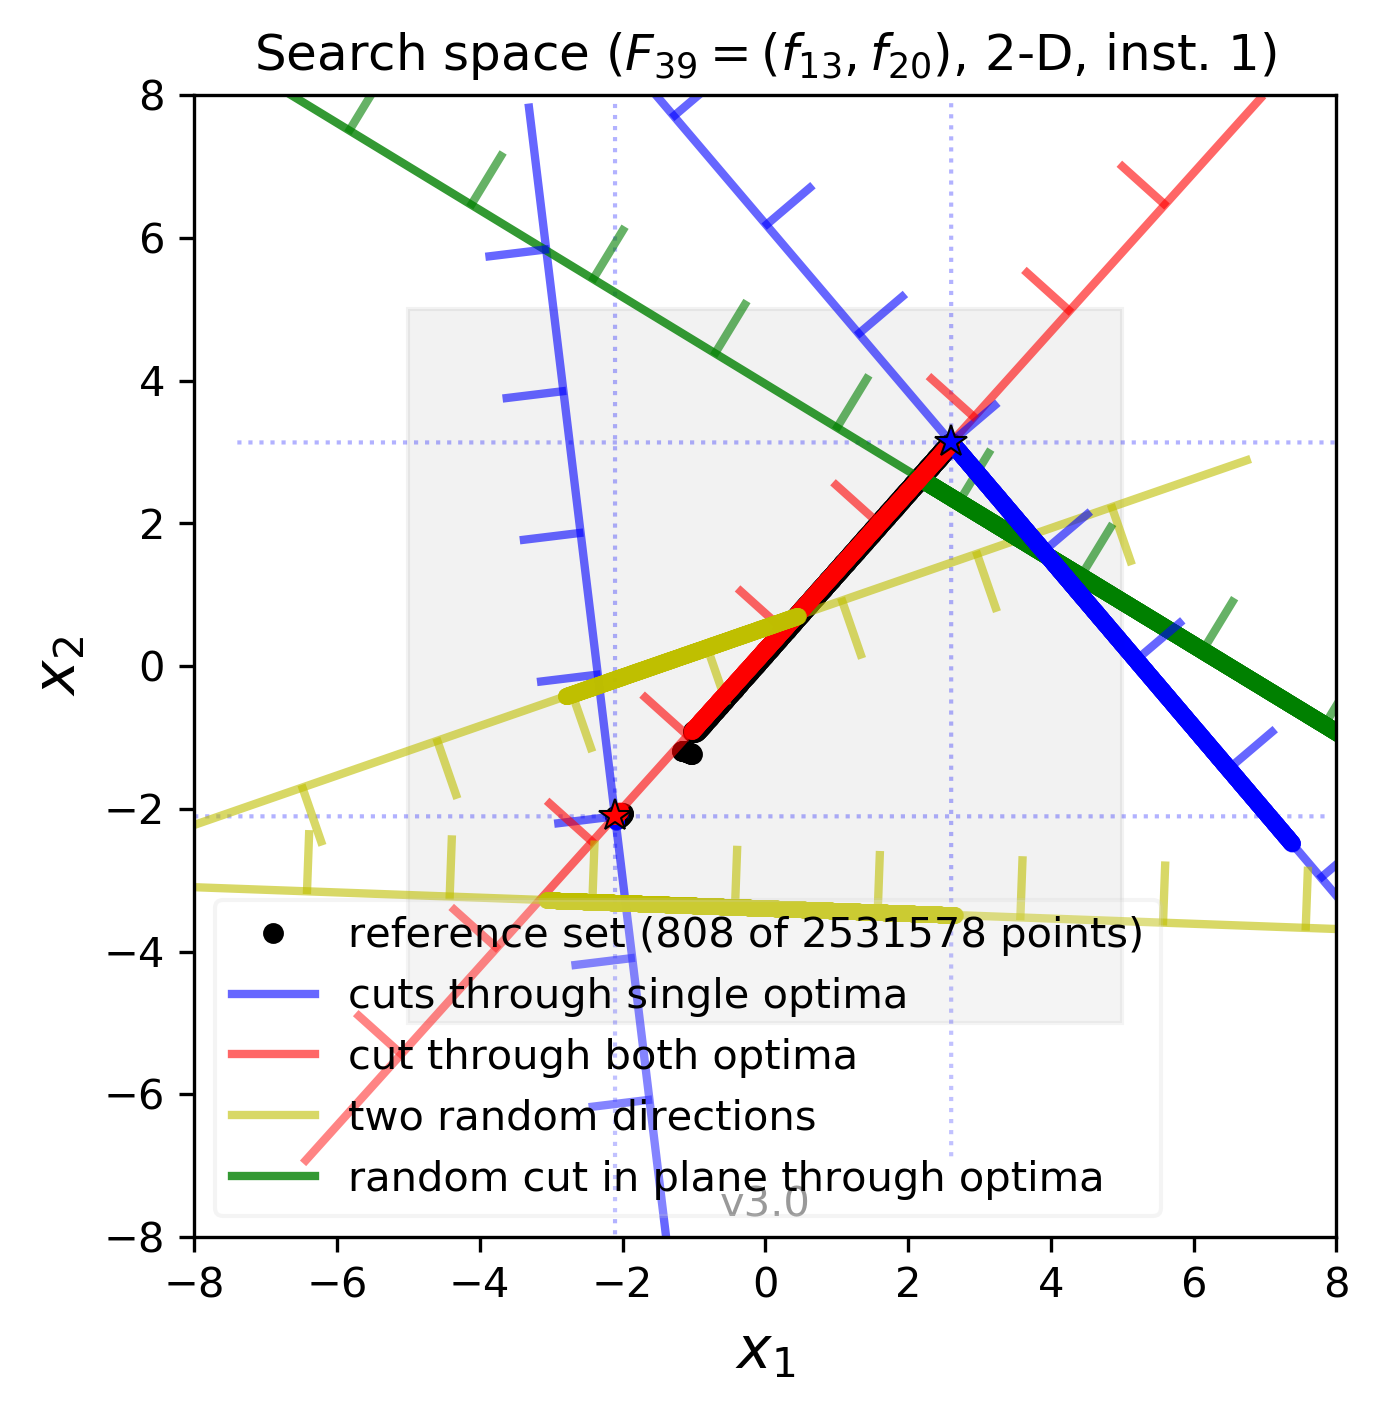 Search space (F₃₉ = (f₁₃, f₂₀), 2-D, inst. 1)
8
6
4
2
0
−2
−4
−6
−8
x₂
reference set (808 of 2531578 points)
cuts through single optima
cut through both optima
two random directions
random cut in plane through optima
v3.0
−8 −6 −4 −2 0 2 4 6 8
x₁